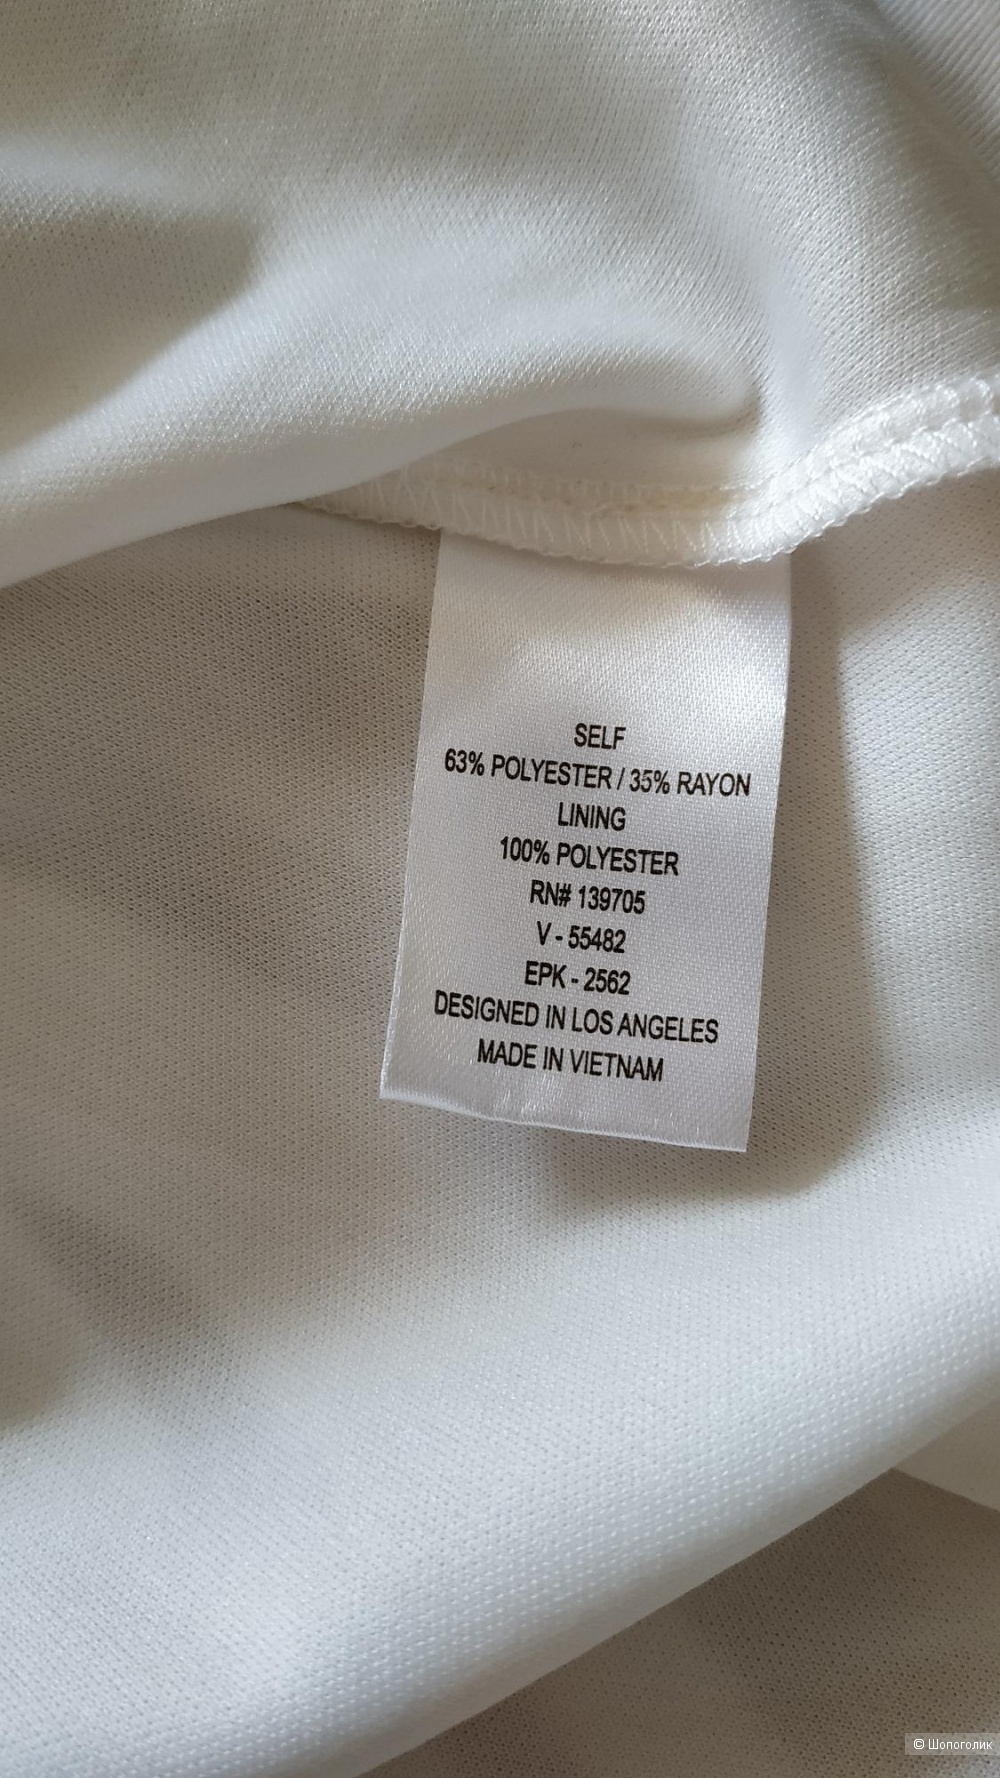 SELF
63% POLYESTER / 35% RAYON
LINING
100% POLYESTER
RN# 139705
V - 55482
EPK - 2562
DESIGNED IN LOS ANGELES
MADE IN VIETNAM
© Шопоголик